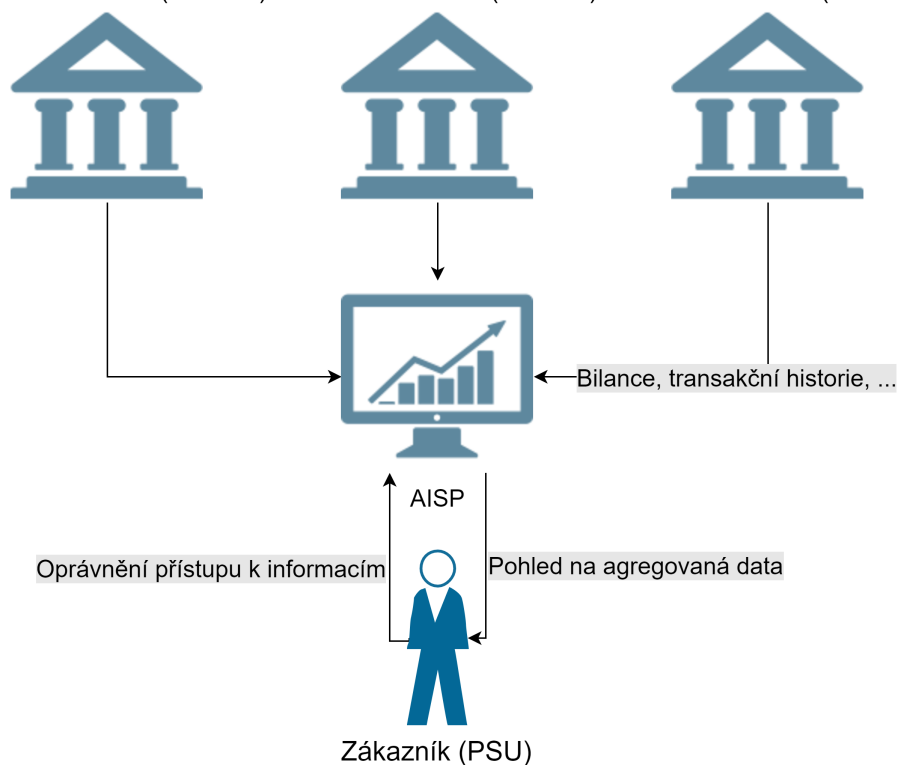 Bilance, transakční historie, ...
AISP
Oprávnění přístupu k informacím
Pohled na agregovaná data
Zákazník (PSU)